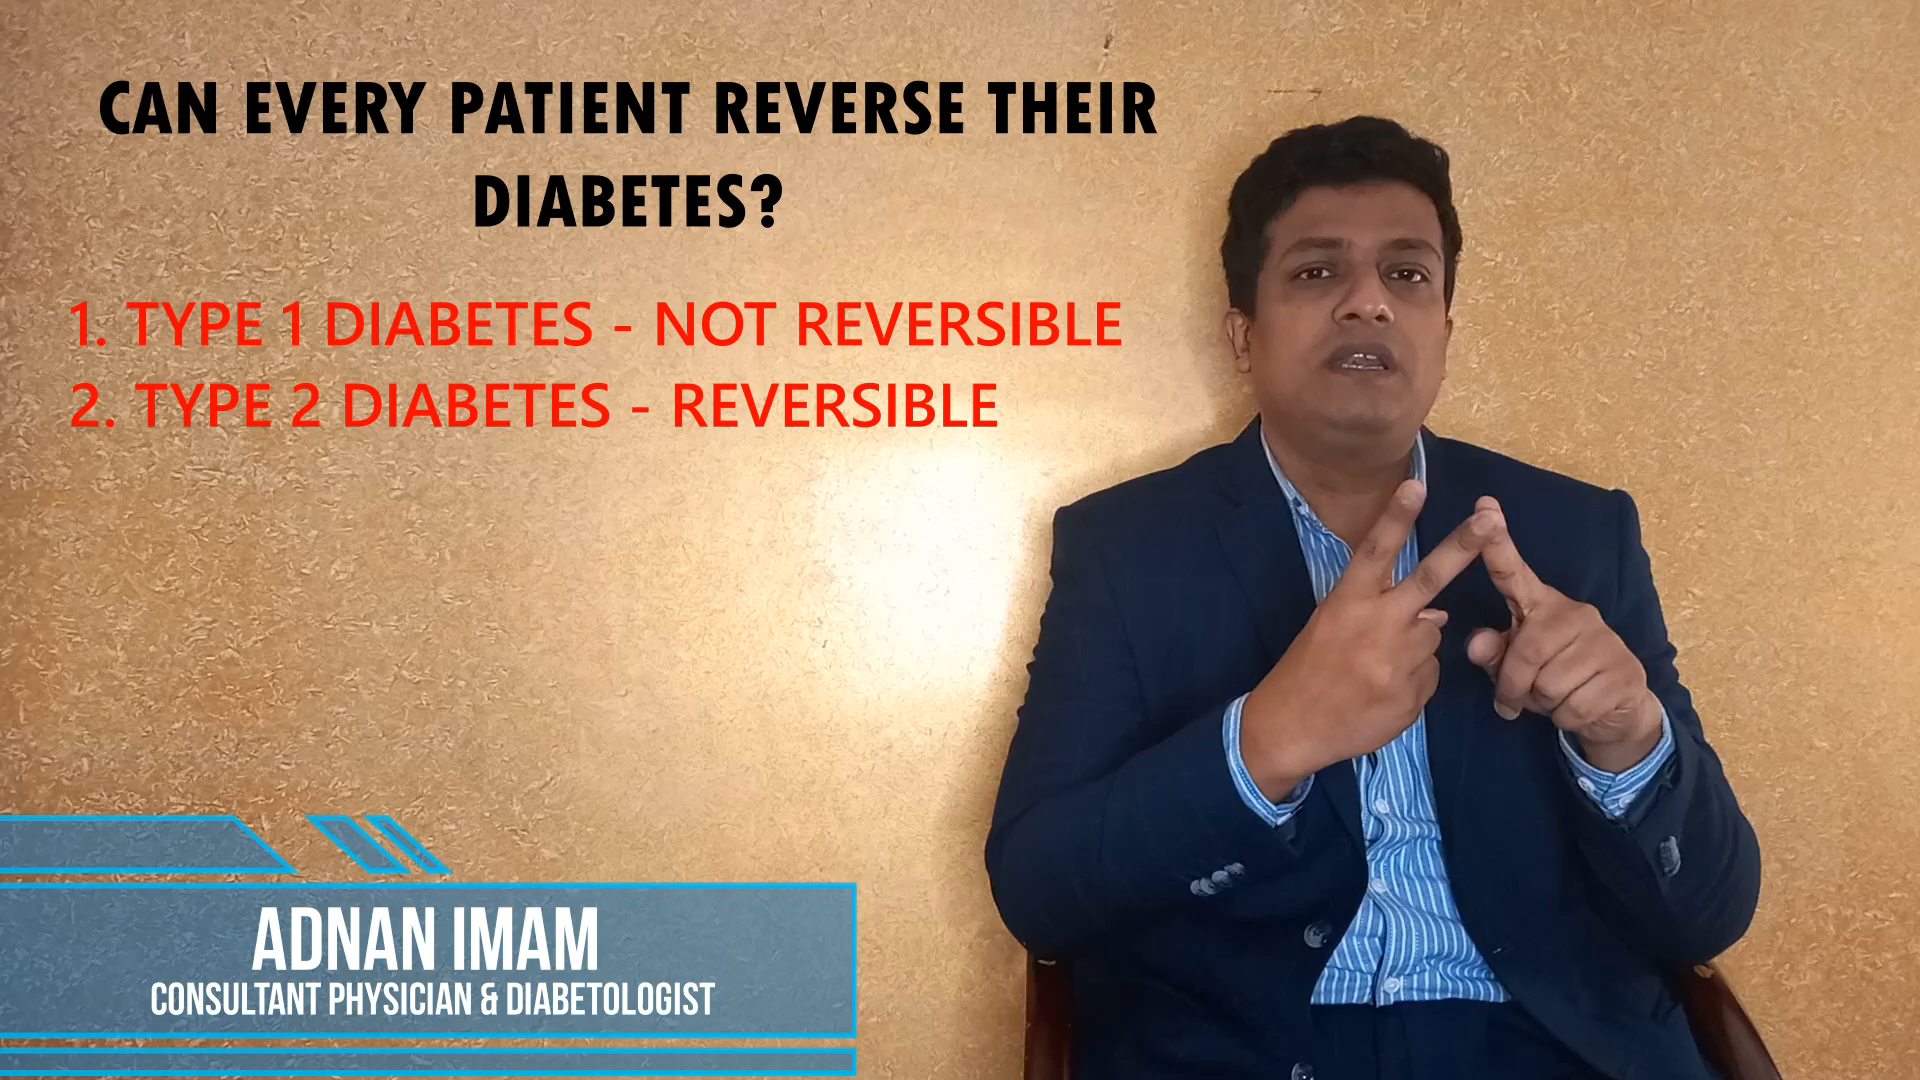 CAN EVERY PATIENT REVERSE THEIR
DIABETES?
1. TYPE 1 DIABETES - NOT REVERSIBLE
2. TYPE 2 DIABETES - REVERSIBLE
ADNAN IMAM
CONSULTANT PHYSICIAN & DIABETOLOGIST